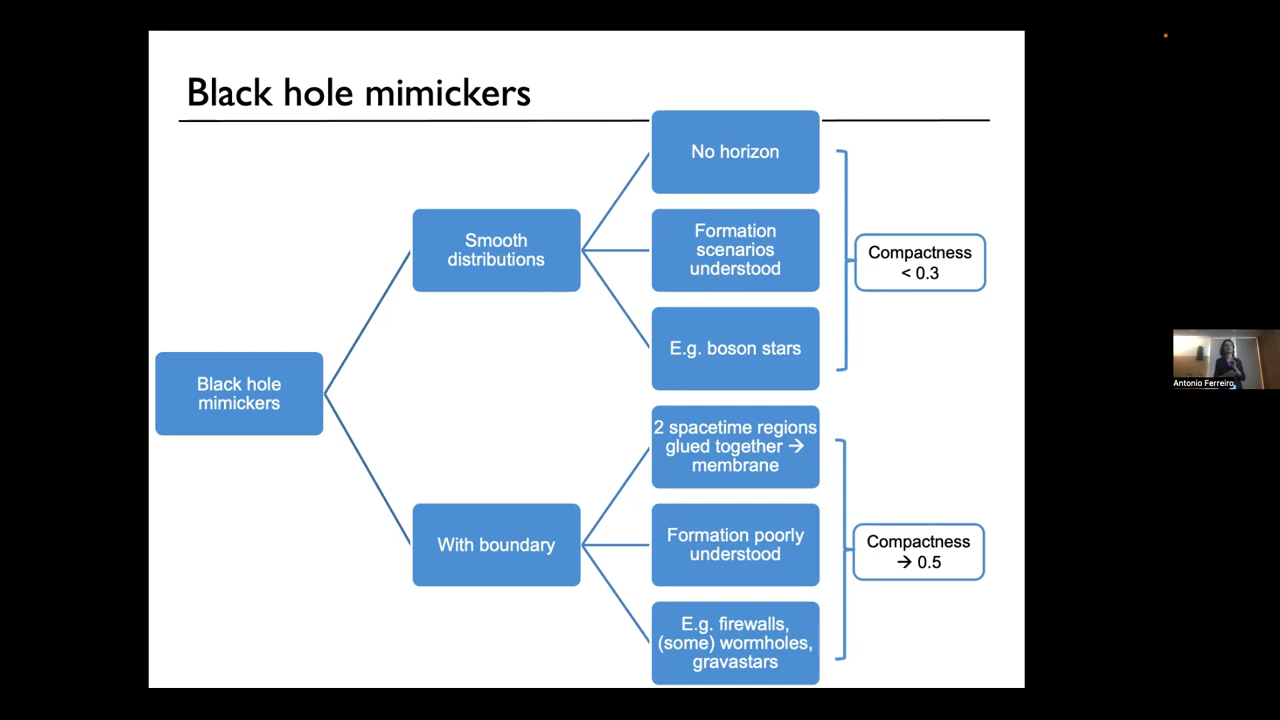 Black hole mimickers
No horizon
Smooth
distributions
Formation
scenarios
understood
Compactness
< 0.3
E.g. boson stars
Black hole
mimickers
2 spacetime regions
glued together →
membrane
With boundary
Formation poorly
understood
Compactness
→ 0.5
E.g. firewalls,
(some) wormholes,
gravastars
Antonio Ferreiro